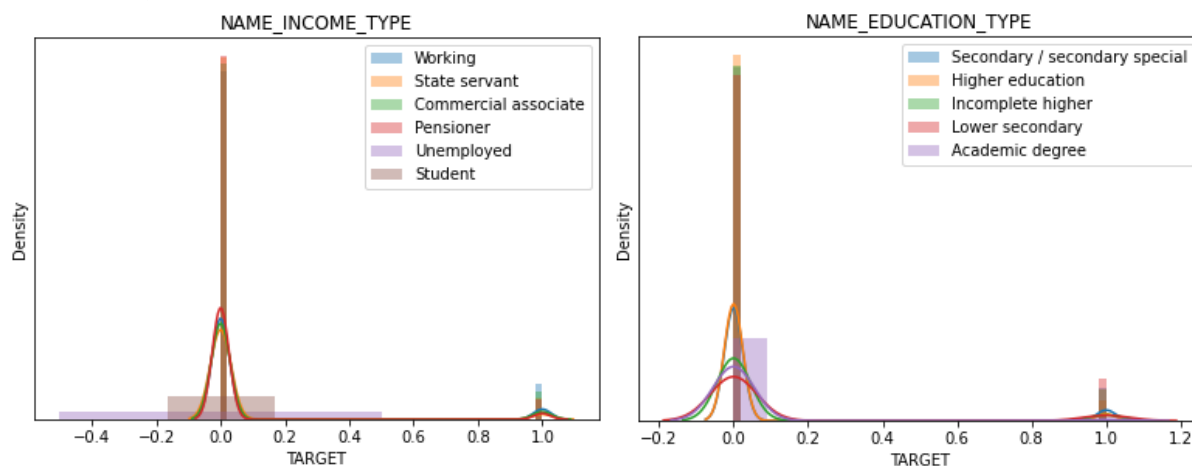 NAME_INCOME_TYPE
Working
State servant
Commercial associate
Pensioner
Unemployed
Student
Density
−0.4 −0.2 0.0 0.2 0.4 0.6 0.8 1.0
TARGET
NAME_EDUCATION_TYPE
Secondary / secondary special
Higher education
Incomplete higher
Lower secondary
Academic degree
Density
−0.2 0.0 0.2 0.4 0.6 0.8 1.0 1.2
TARGET